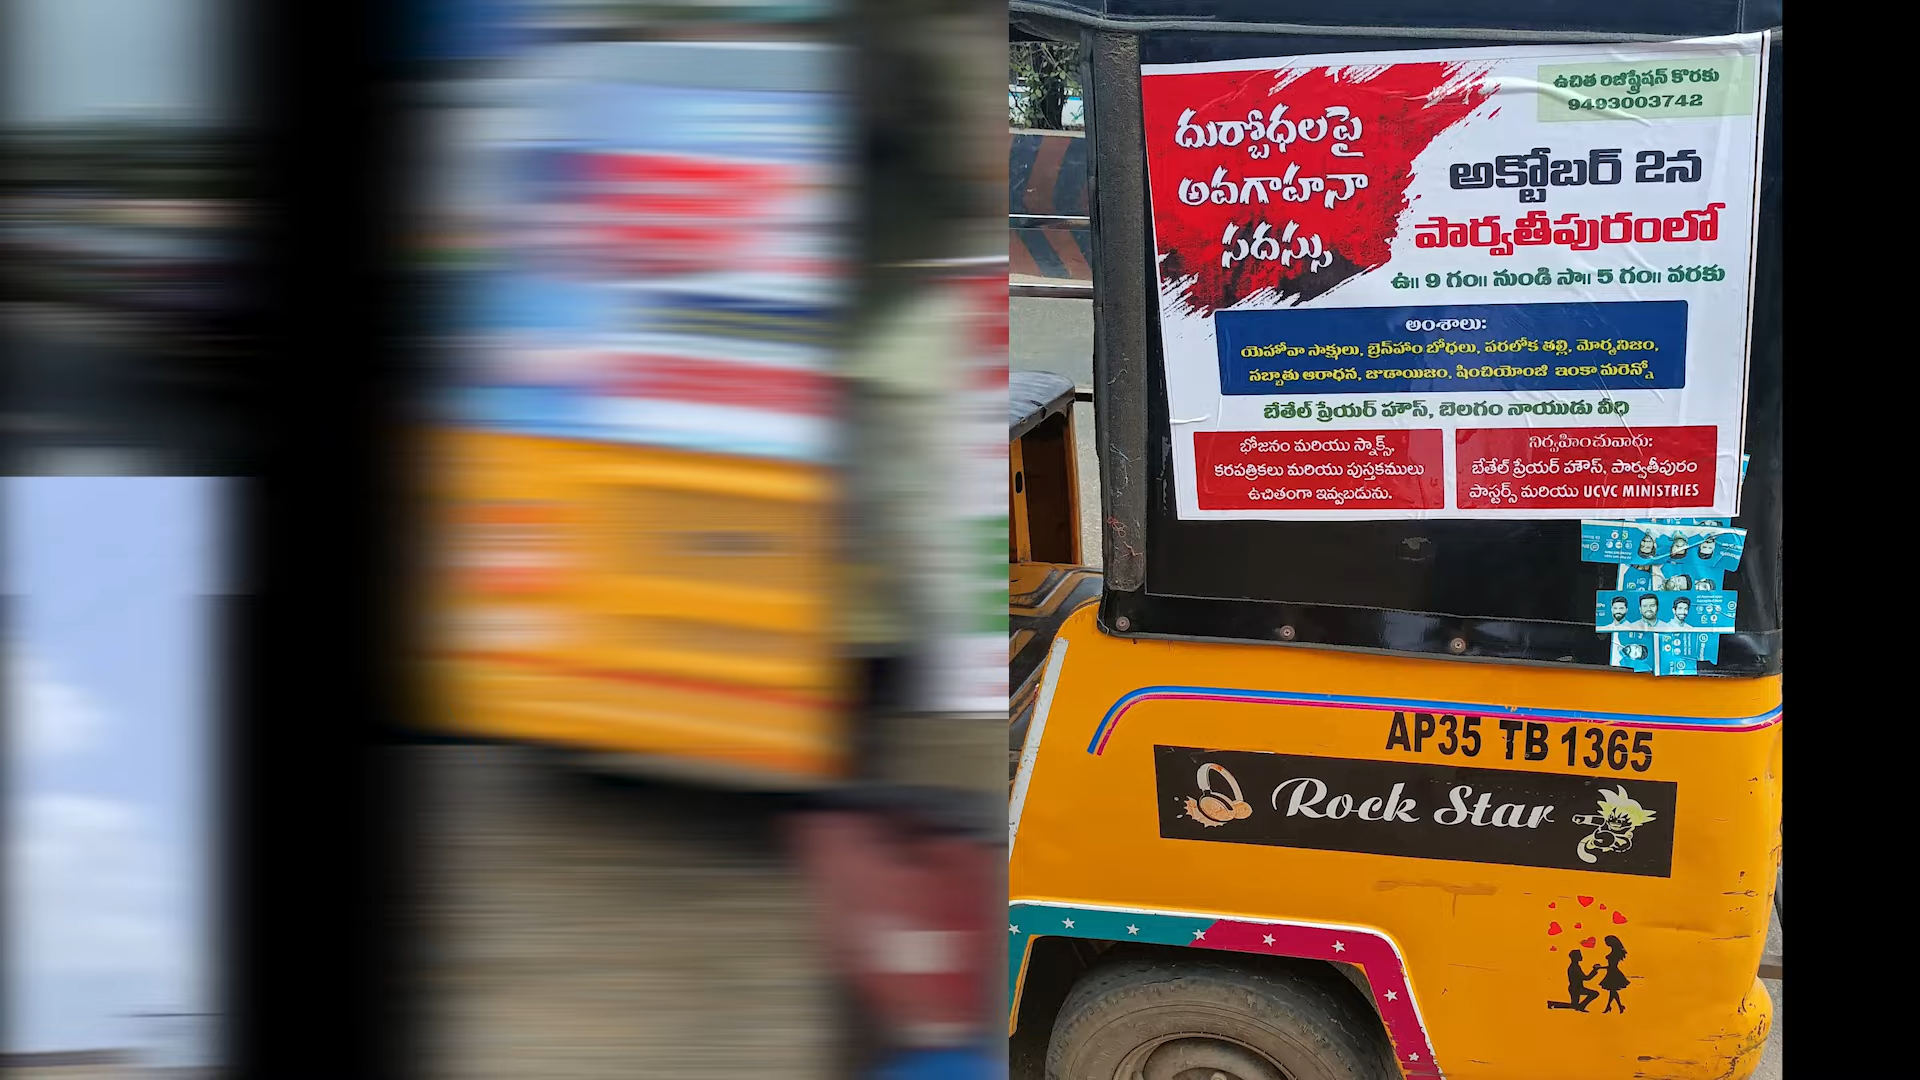 ఉచిత రిజిస్ట్రేషన్ కొరకు
9493003742
దుర్బోధలపై
అవగాహనా
సదస్సు
అక్టోబర్ 2న
పార్వతీపురంలో
ఉ॥ 9 గం॥ నుండి సా॥ 5 గం॥ వరకు
అంశాలు:
యెహోవా సాక్షులు, బ్రెన్‌హాం బోధలు, పరలోక తల్లి, మోర్మనిజం,
సబ్బాతు ఆరాధన, జుడాయిజం, షించియోంజి ఇంకా మరెన్నో
బేతేల్ ప్రేయర్ హౌస్, బెలగం నాయుడు వీధి
భోజనం మరియు స్నాక్స్,
కరపత్రికలు మరియు పుస్తకములు
ఉచితంగా ఇవ్వబడును.
నిర్వహించువారు:
బేతేల్ ప్రేయర్ హౌస్, పార్వతీపురం
పాస్టర్స్ మరియు UCVC MINISTRIES
AP35 TB 1365
Rock Star